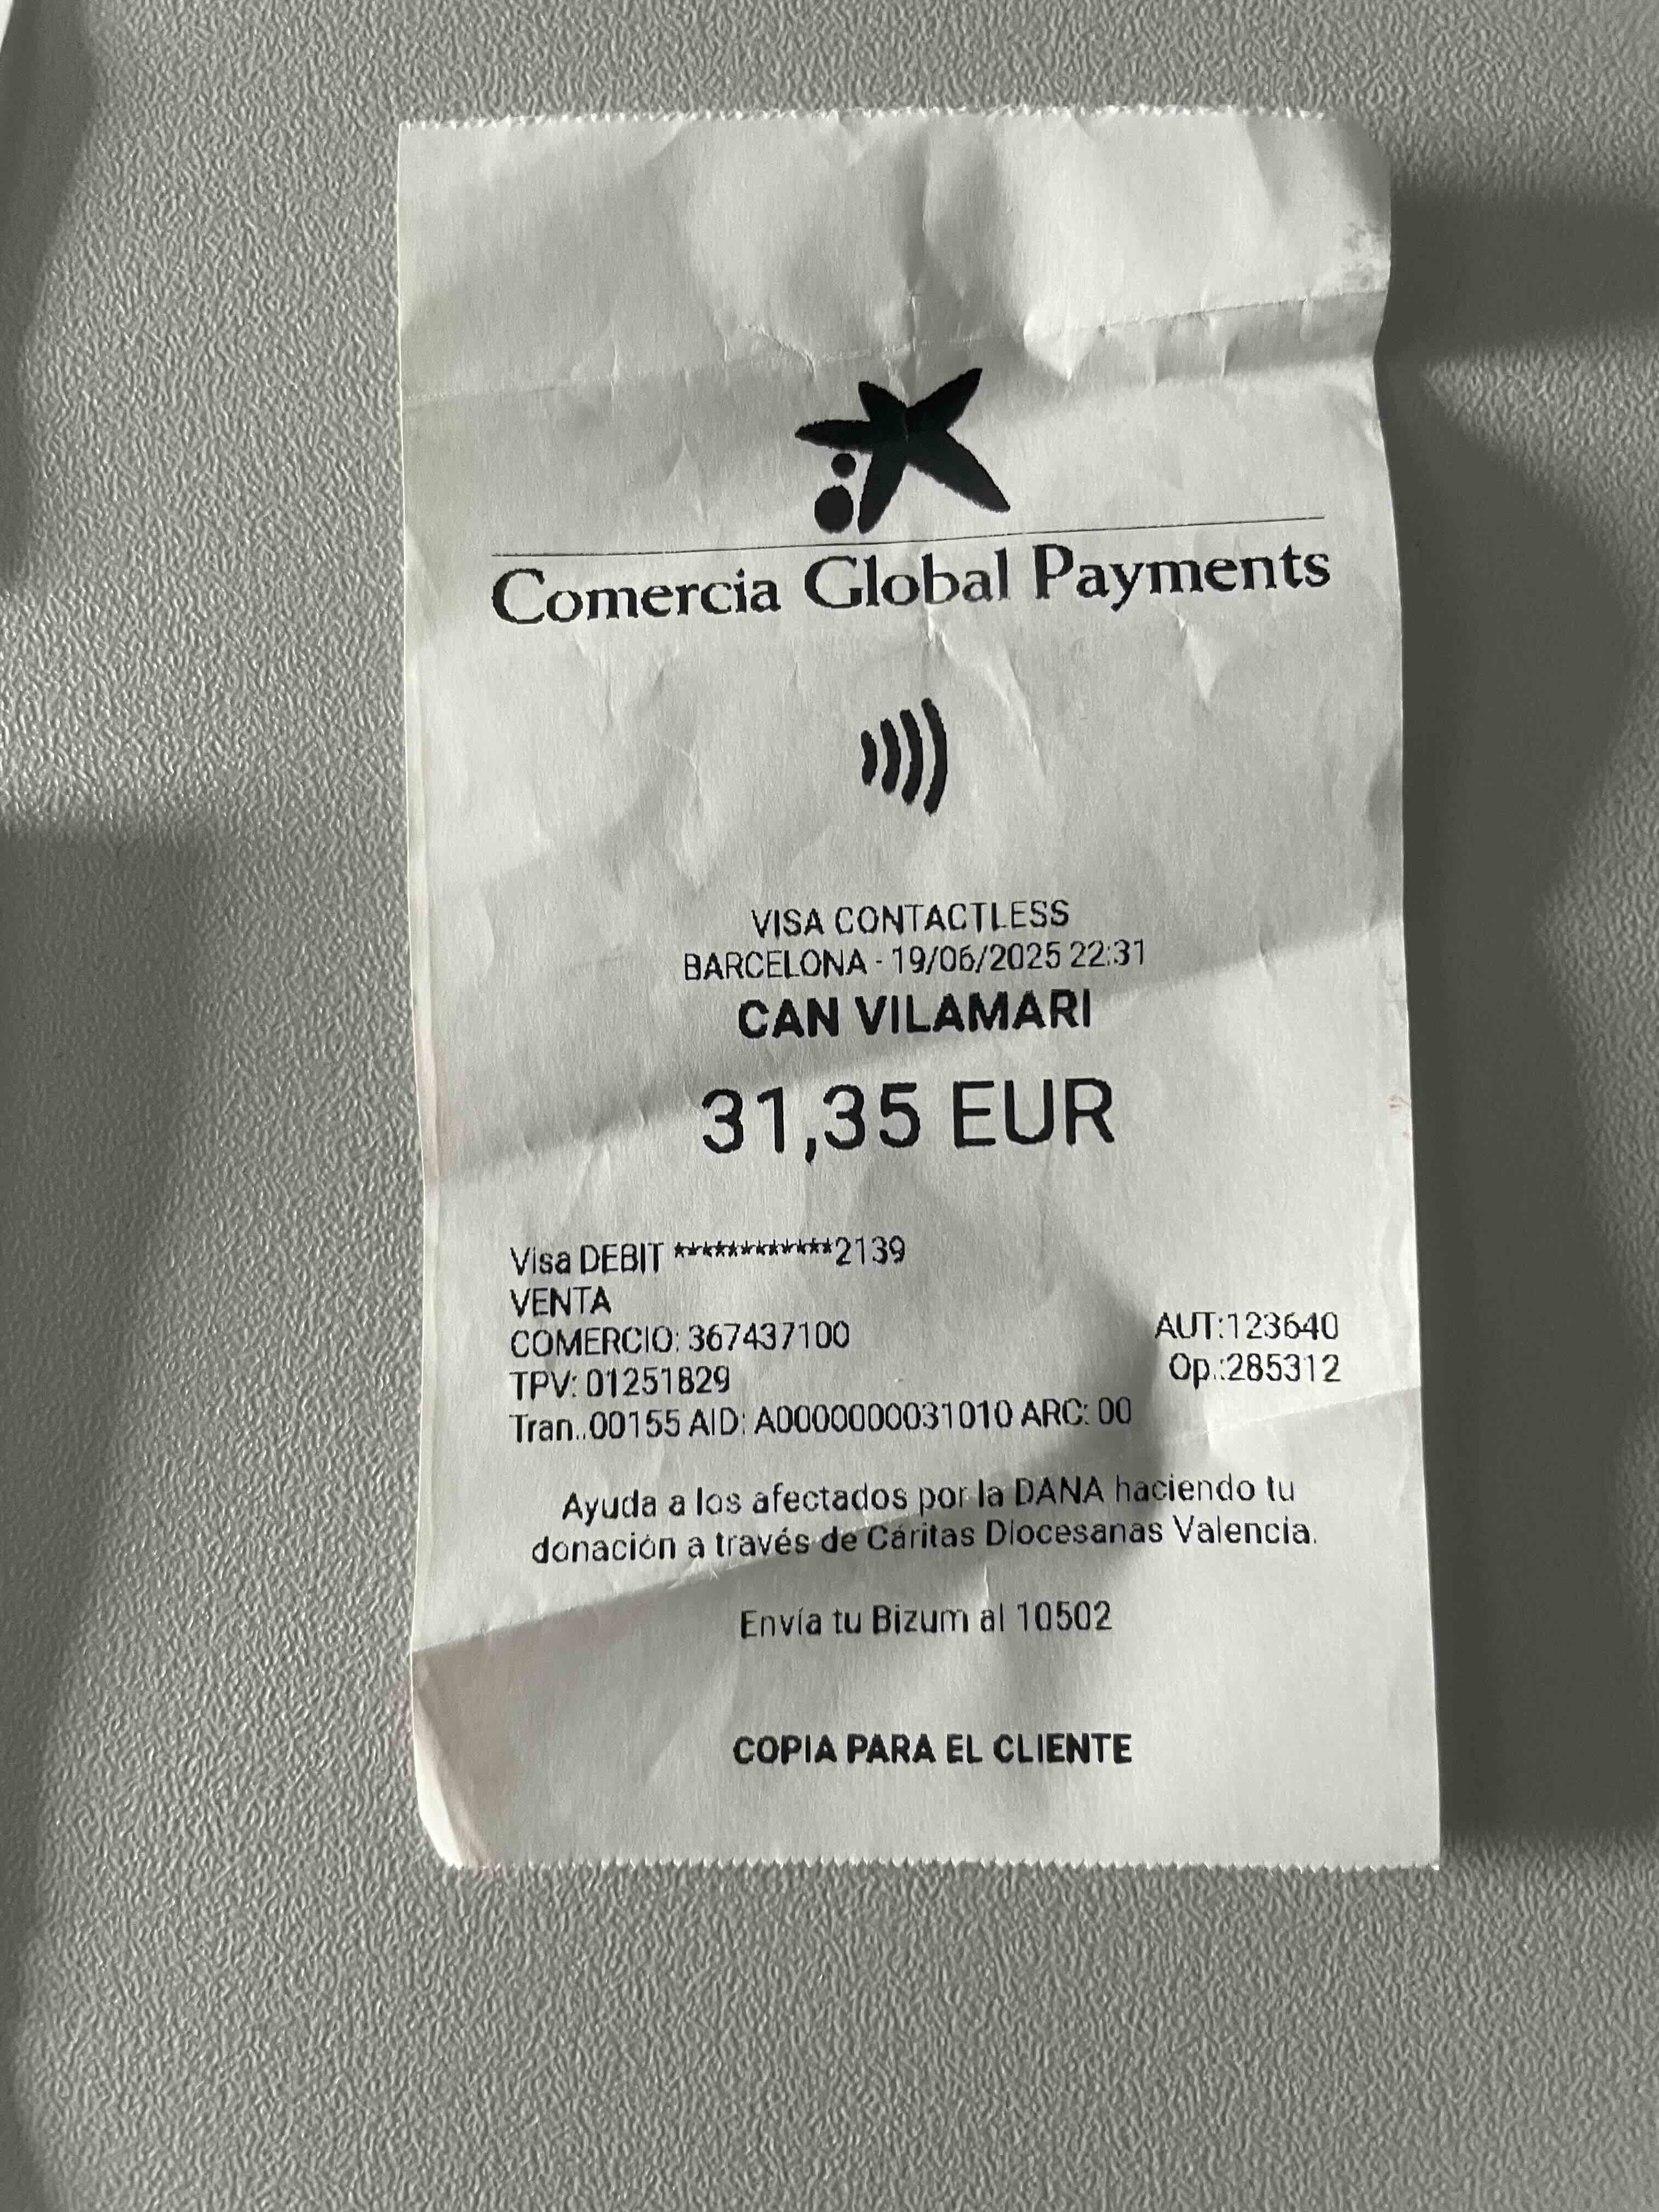 Comercia Global Payments
VISA CONTACTLESS
BARCELONA - 19/06/2025 22:31
CAN VILAMARI
31,35 EUR
Visa DEBIT ************2139
VENTA
COMERCIO: 367437100 AUT:123640
TPV: 01251829 Op.:285312
Tran.:00155 AID: A0000000031010 ARC: 00
Ayuda a los afectados por la DANA haciendo tu
donación a través de Cáritas Diocesanas Valencia.
Envía tu Bizum al 10502
COPIA PARA EL CLIENTE